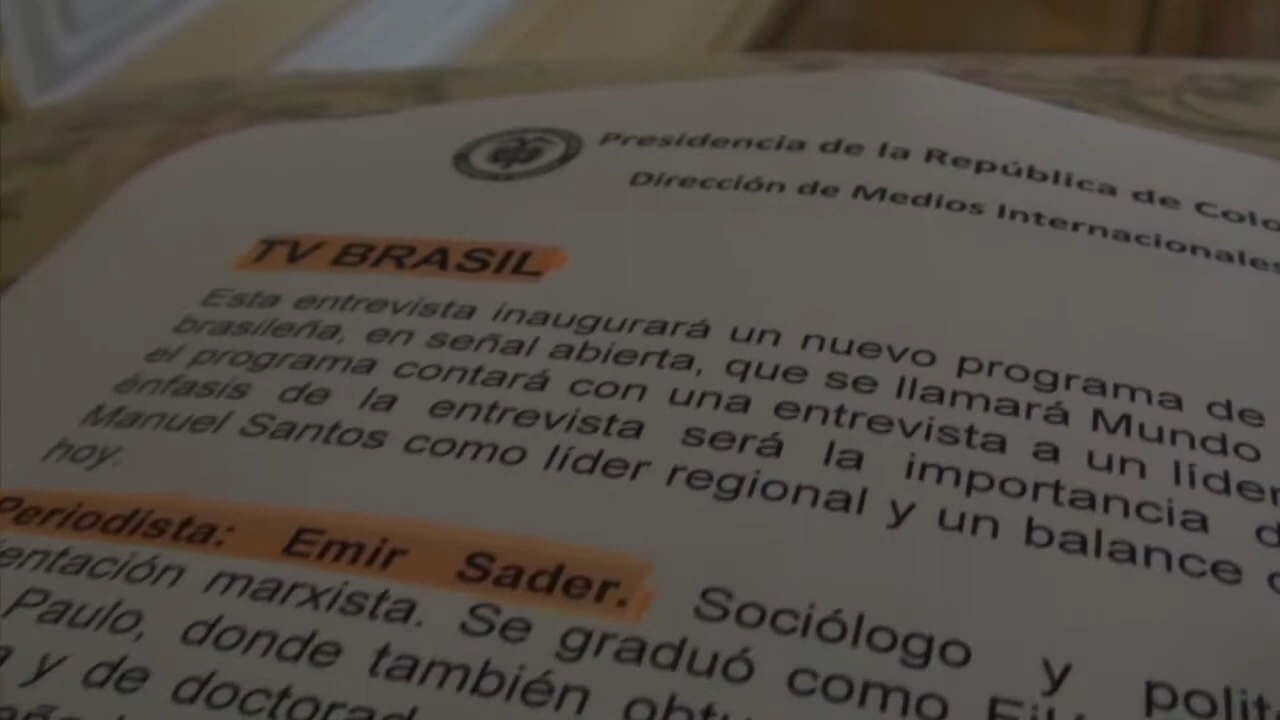 Presidencia de la República de Colo
Dirección de Medios Internacionales
TV BRASIL
Esta entrevista inaugurará un nuevo programa de
brasileña, en señal abierta, que se llamará Mundo
el programa contará con una entrevista a un líder
énfasis de la entrevista será la importancia d
Manuel Santos como líder regional y un balance
hoy.
Periodista: Emir Sader. Sociólogo y polit
entación marxista. Se graduó como
Paulo, donde también obtu
y de doctorad